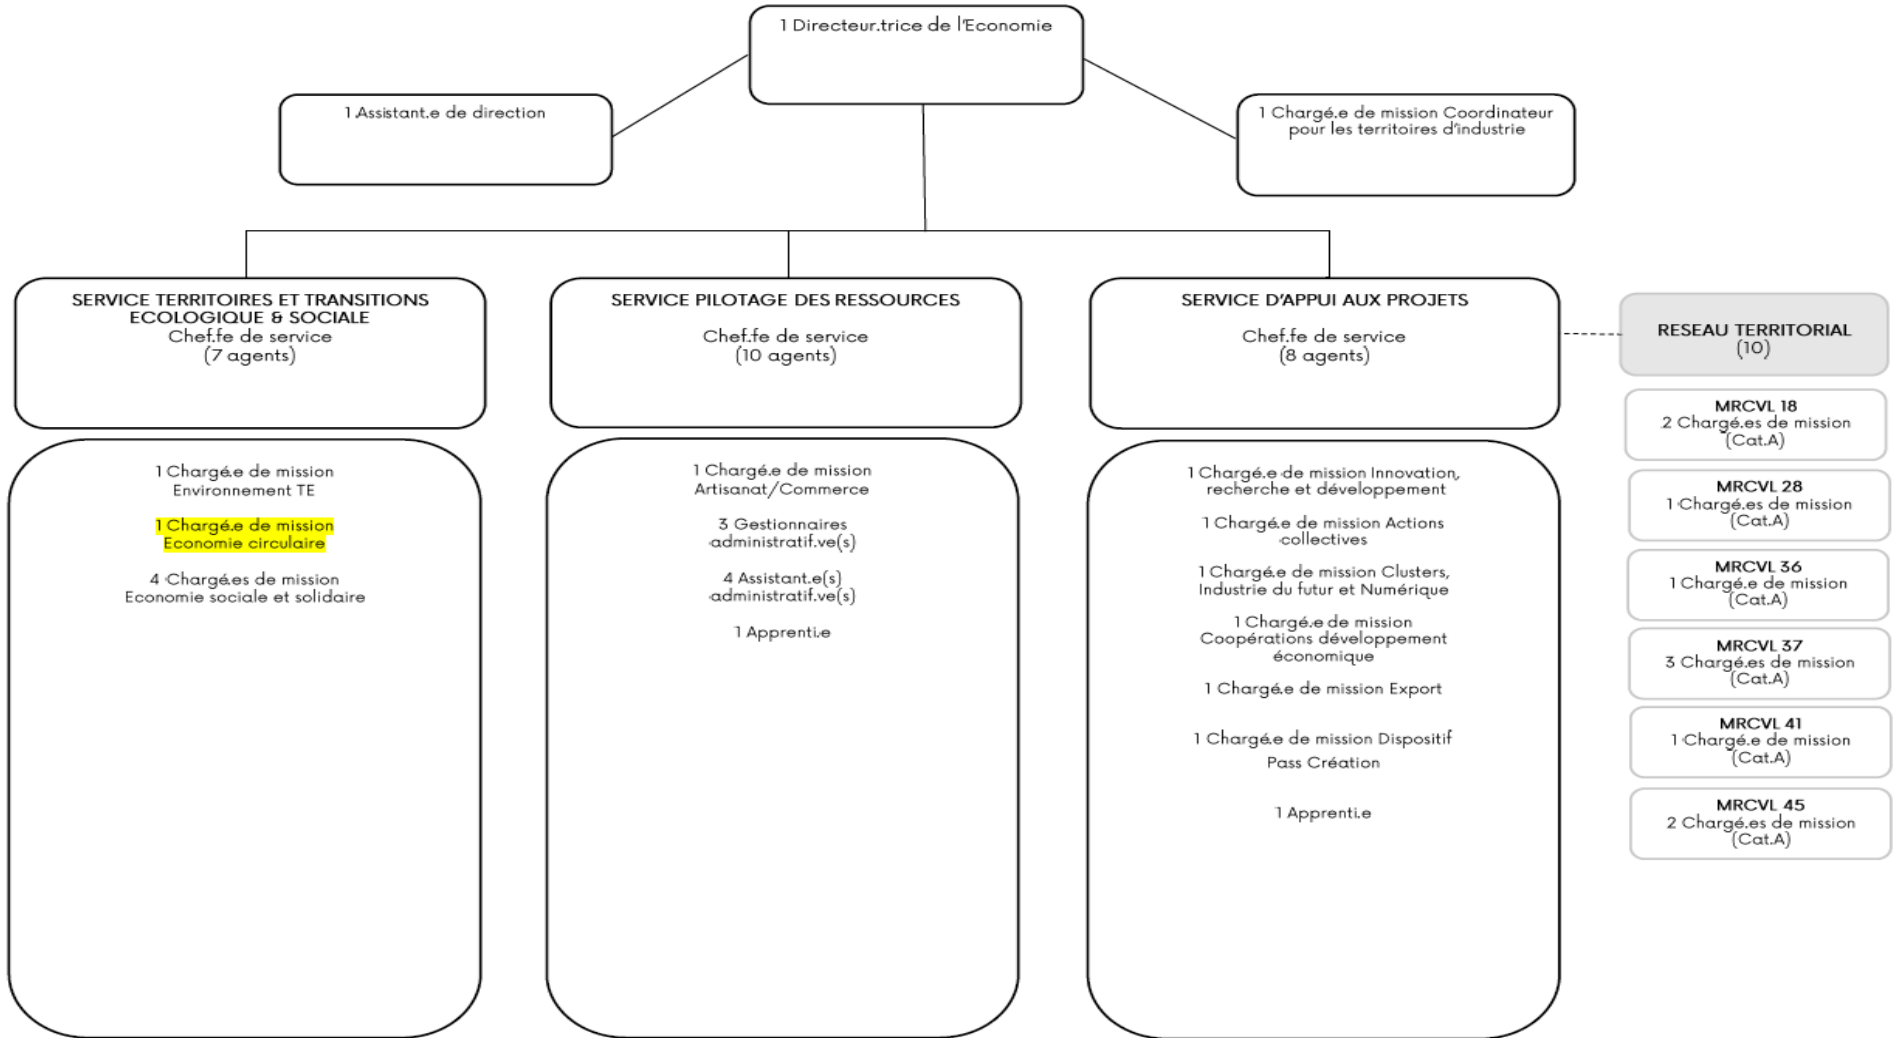 1 Directeur.trice de l'Economie
1 Assistant.e de direction
1 Chargé.e de mission Coordinateur
pour les territoires d'industrie
SERVICE TERRITOIRES ET TRANSITIONS
ECOLOGIQUE & SOCIALE
Chef.fe de service
(7 agents)
1 Chargé.e de mission
Environnement TE
1 Chargé.e de mission
Economie circulaire
4 Chargé.es de mission
Economie sociale et solidaire
SERVICE PILOTAGE DES RESSOURCES
Chef.fe de service
(10 agents)
1 Chargé.e de mission
Artisanat/Commerce
3 Gestionnaires
administratif.ve(s)
4 Assistant.e(s)
administratif.ve(s)
1 Apprenti.e
SERVICE D'APPUI AUX PROJETS
Chef.fe de service
(8 agents)
1 Chargé.e de mission Innovation,
recherche et développement
1 Chargé.e de mission Actions
collectives
1 Chargé.e de mission Clusters,
Industrie du futur et Numérique
1 Chargé.e de mission
Coopérations développement
économique
1 Chargé.e de mission Export
1 Chargé.e de mission Dispositif
Pass Création
1 Apprenti.e
RESEAU TERRITORIAL
(10)
MRCVL 18
2 Chargé.es de mission
(Cat.A)
MRCVL 28
1 Chargé.es de mission
(Cat.A)
MRCVL 36
1 Chargé.e de mission
(Cat.A)
MRCVL 37
3 Chargé.es de mission
(Cat.A)
MRCVL 41
1 Chargé.e de mission
(Cat.A)
MRCVL 45
2 Chargé.es de mission
(Cat.A)